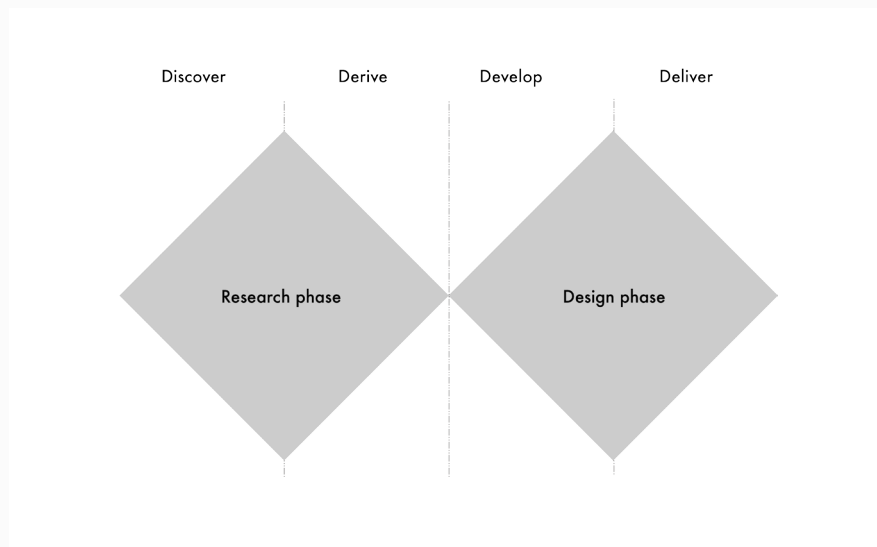 Discover
Derive
Develop
Deliver
Research phase
Design phase